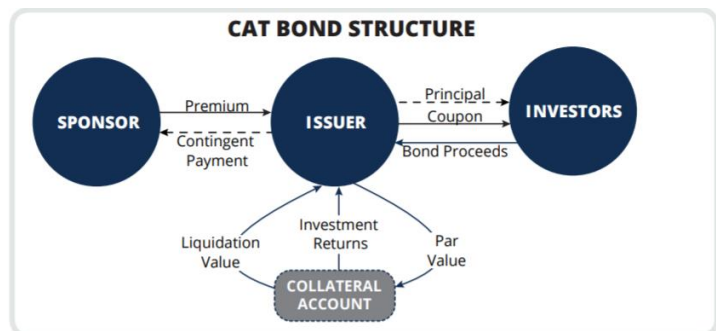 CAT BOND STRUCTURE
SPONSOR
Premium
Contingent
Payment
ISSUER
Principal
Coupon
Bond Proceeds
INVESTORS
Liquidation
Value
Investment
Returns
Par
Value
COLLATERAL
ACCOUNT